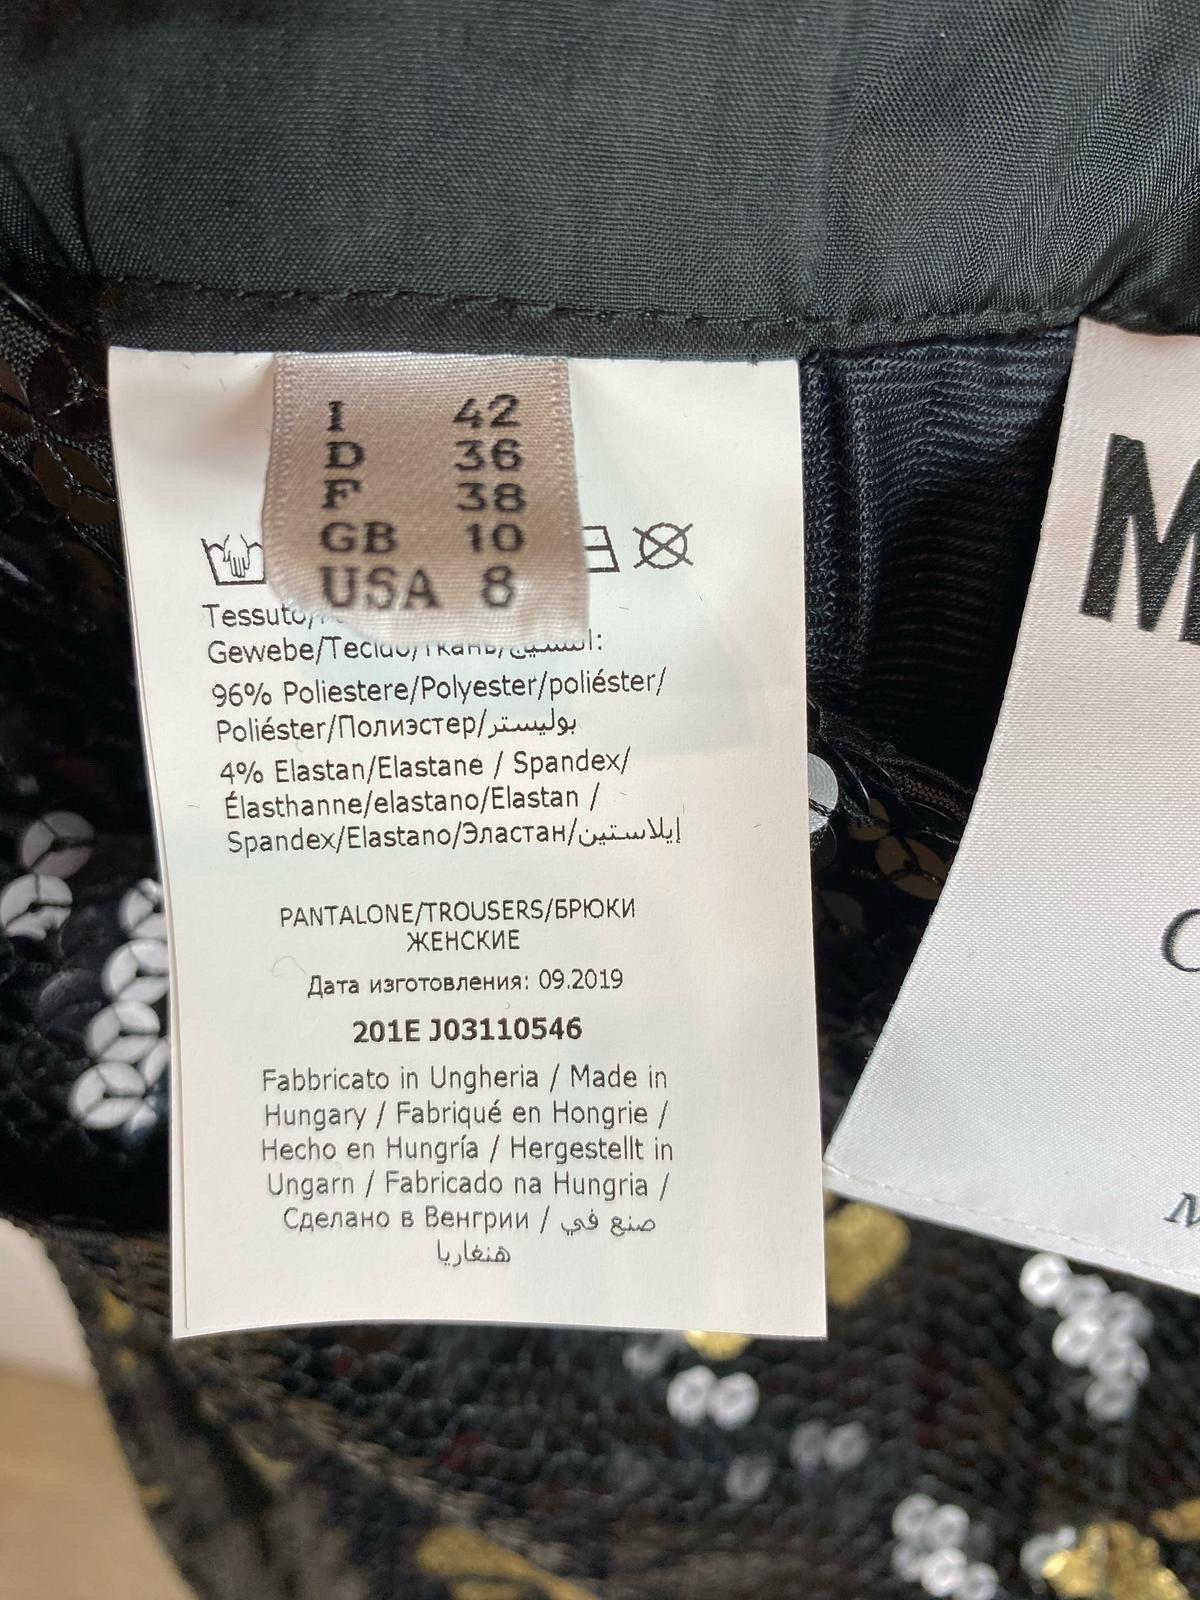 I 42
D 36
F 38
GB 10
USA 8
Tessuto/
Gewebe/Tecido/Ткань/النسيج:
96% Poliestere/Polyester/poliéster/
Poliéster/Полиэстер/بوليستر
4% Elastan/Elastane / Spandex/
Élasthanne/elastano/Elastan /
Spandex/Elastano/Эластан/إيلاستين
PANTALONE/TROUSERS/БРЮКИ
ЖЕНСКИЕ
Дата изготовления: 09.2019
201E J03110546
Fabbricato in Ungheria / Made in
Hungary / Fabriqué en Hongrie /
Hecho en Hungría / Hergestellt in
Ungarn / Fabricado na Hungria /
Сделано в Венгрии / صنع في
هنغاريا
M
C
M